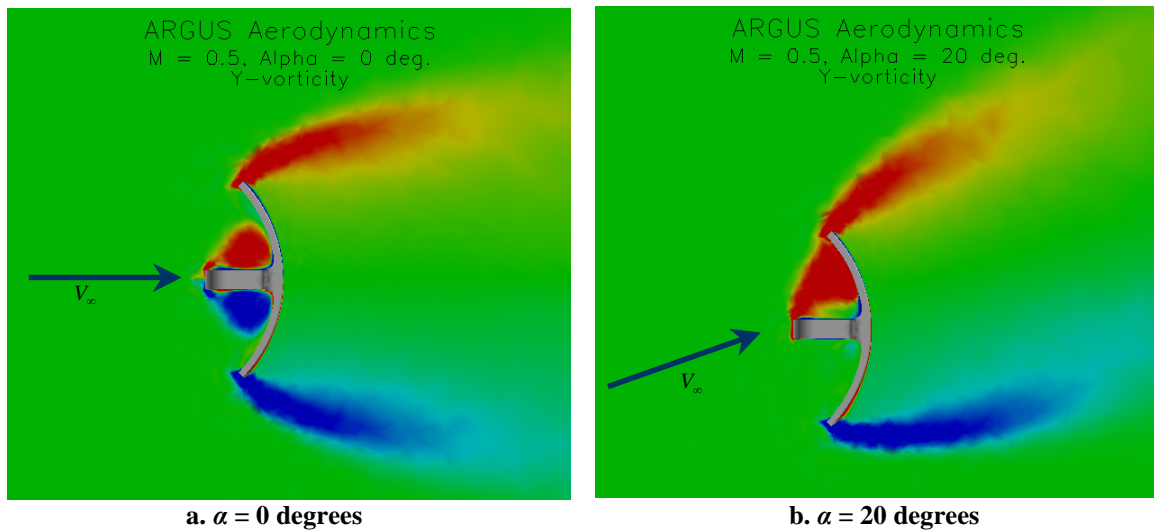 ARGUS Aerodynamics
M = 0.5, Alpha = 0 deg.
Y-vorticity
V∞
a. α = 0 degrees
ARGUS Aerodynamics
M = 0.5, Alpha = 20 deg.
Y-vorticity
V∞
b. α = 20 degrees